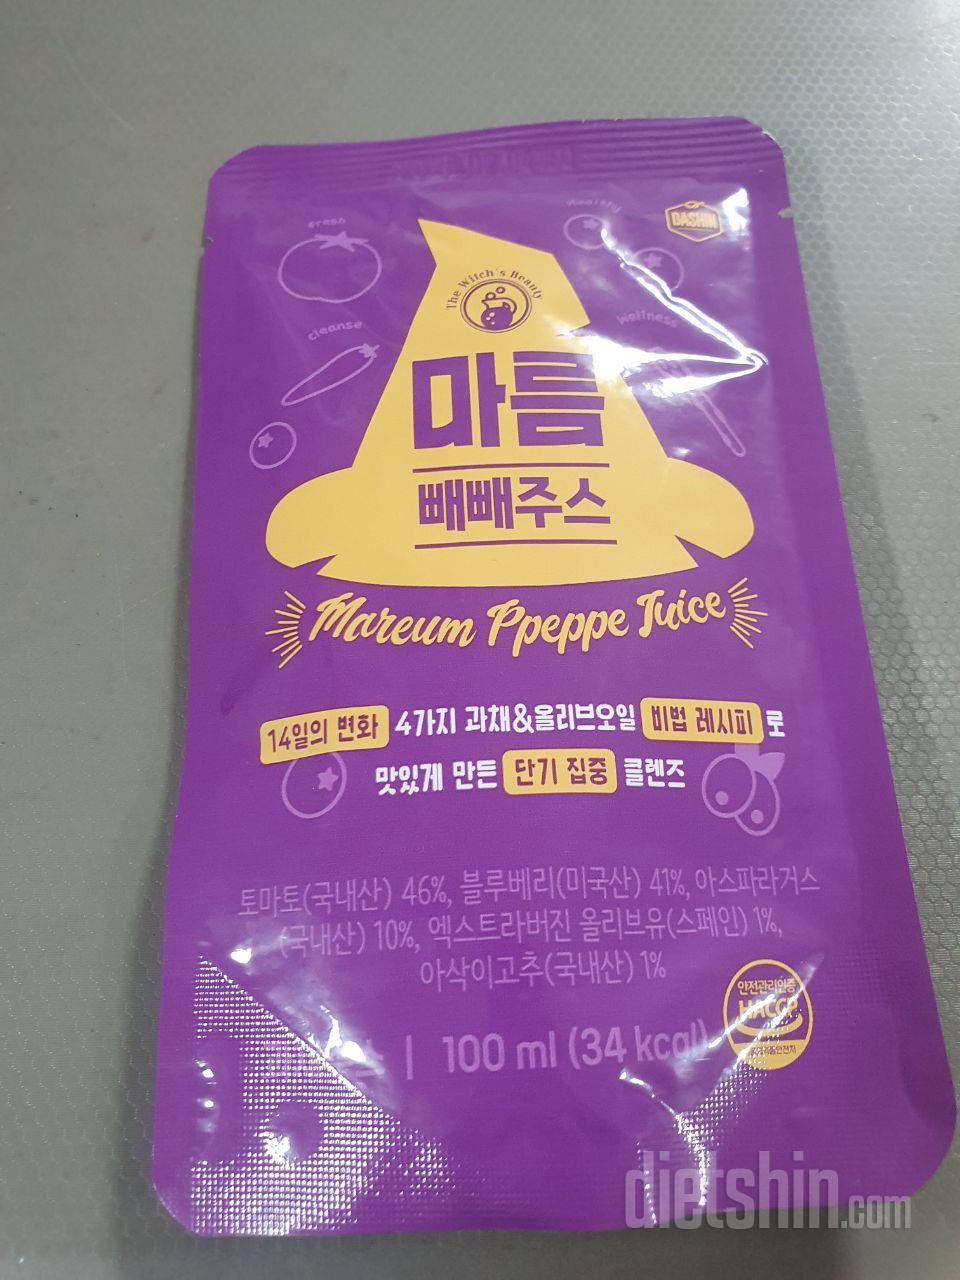 fresh
Healthy
DASHIN
The Witch's Beauty
cleanse
Wellness
마름
빼빼주스
Mareum Ppeppe Juice
14일의 변화 4가지 과채&올리브오일 비법 레시피로
맛있게 만든 단기 집중 클렌즈
토마토(국내산) 46%, 블루베리(미국산) 41%, 아스파라거스
(국내산) 10%, 엑스트라버진 올리브유(스페인) 1%,
아삭이고추(국내산) 1%
안전관리인증
HACCP
| 100 ml (34 kcal)
dietshin.com